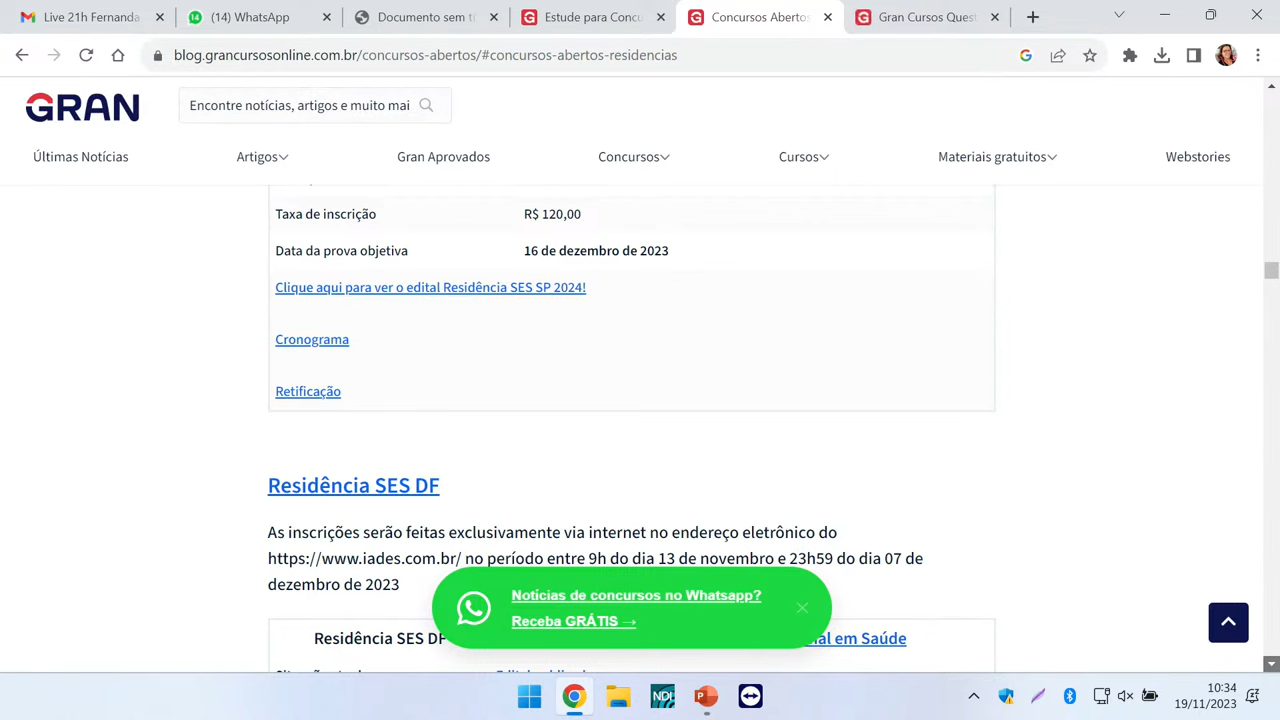 Live 21h Fernanda
(14) WhatsApp
Documento sem tí
Estude para Concu
Concursos Aberto
Gran Cursos Quest
blog.grancursosonline.com.br/concursos-abertos/#concursos-abertos-residencias
GRAN
Encontre notícias, artigos e muito mai
Últimas Notícias
Artigos
Gran Aprovados
Concursos
Cursos
Materiais gratuitos
Webstories
Taxa de inscrição R$ 120,00
Data da prova objetiva 16 de dezembro de 2023
Clique aqui para ver o edital Residência SES SP 2024!
Cronograma
Retificação
Residência SES DF
As inscrições serão feitas exclusivamente via internet no endereço eletrônico do
https://www.iades.com.br/ no período entre 9h do dia 13 de novembro e 23h59 do dia 07 de
dezembro de 2023
Notícias de concursos no Whatsapp?
Receba GRÁTIS →
Residência SES DF
em Saúde
NDI
10:34
19/11/2023